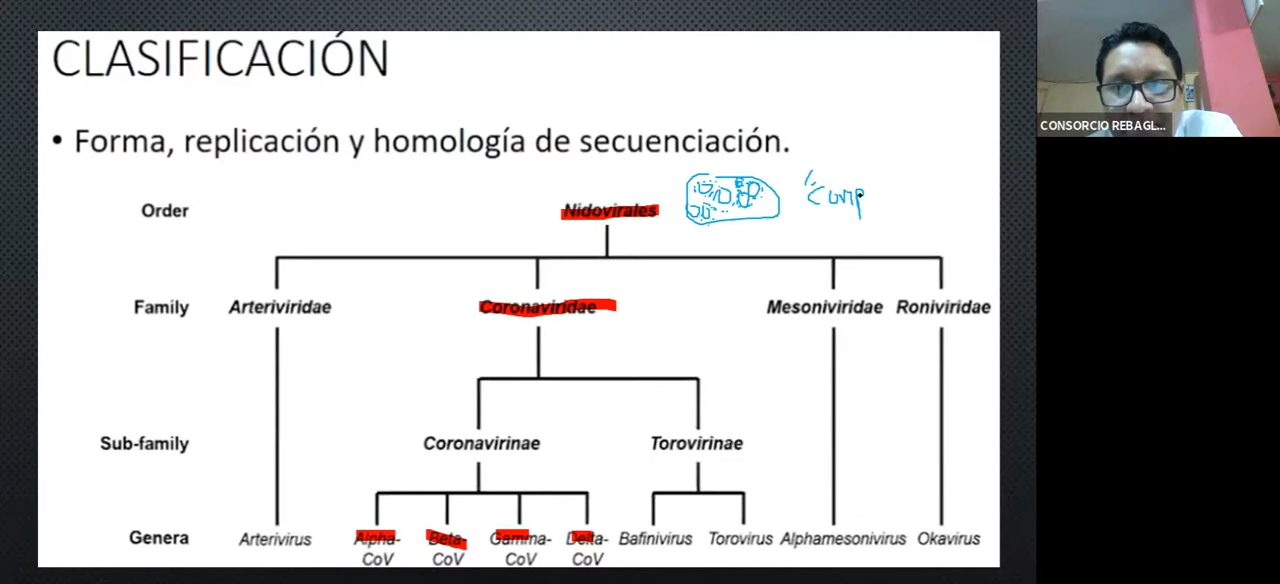 CLASIFICACIÓN
CONSORCIO REBAGL...
• Forma, replicación y homología de secuenciación.
Order Nidovirales
Family Arteriviridae Coronaviridae Mesoniviridae Roniviridae
Sub-family Coronavirinae Torovirinae
Genera Arterivirus Alpha- Beta- Gamma- Delta- Bafinivirus Torovirus Alphamesonivirus Okavirus
CoV CoV CoV CoV